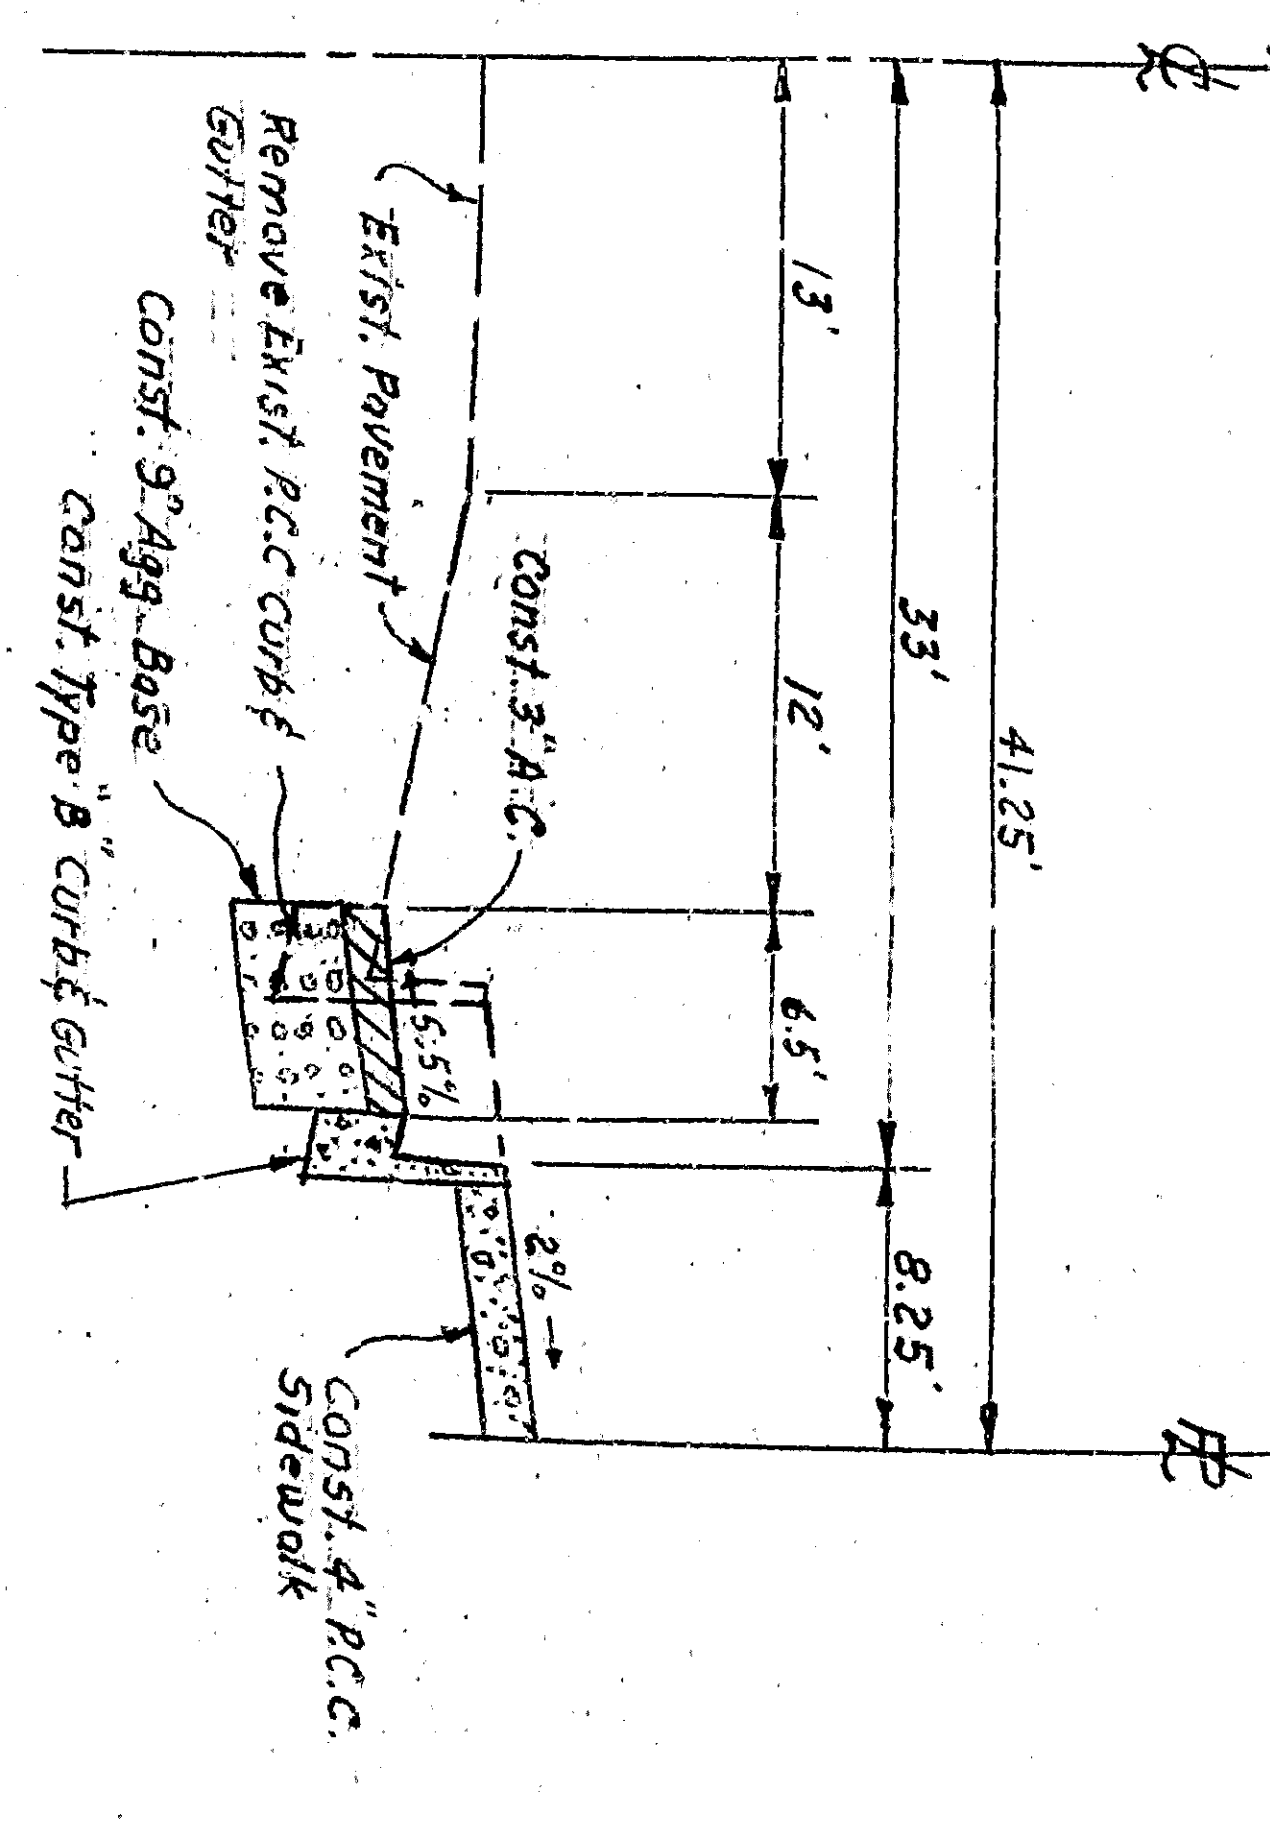 ℄
℄P
41.25'
33'
8.25'
13'
12'
6.5'
2%
5.5%
Const. 3" A.C.
Exist. Pavement
Remove Exist. P.C.C Curb &
Gutter
Const. 9" Agg. Base
Const. Type "B" Curb & Gutter
Const. 4" P.C.C.
Sidewalk